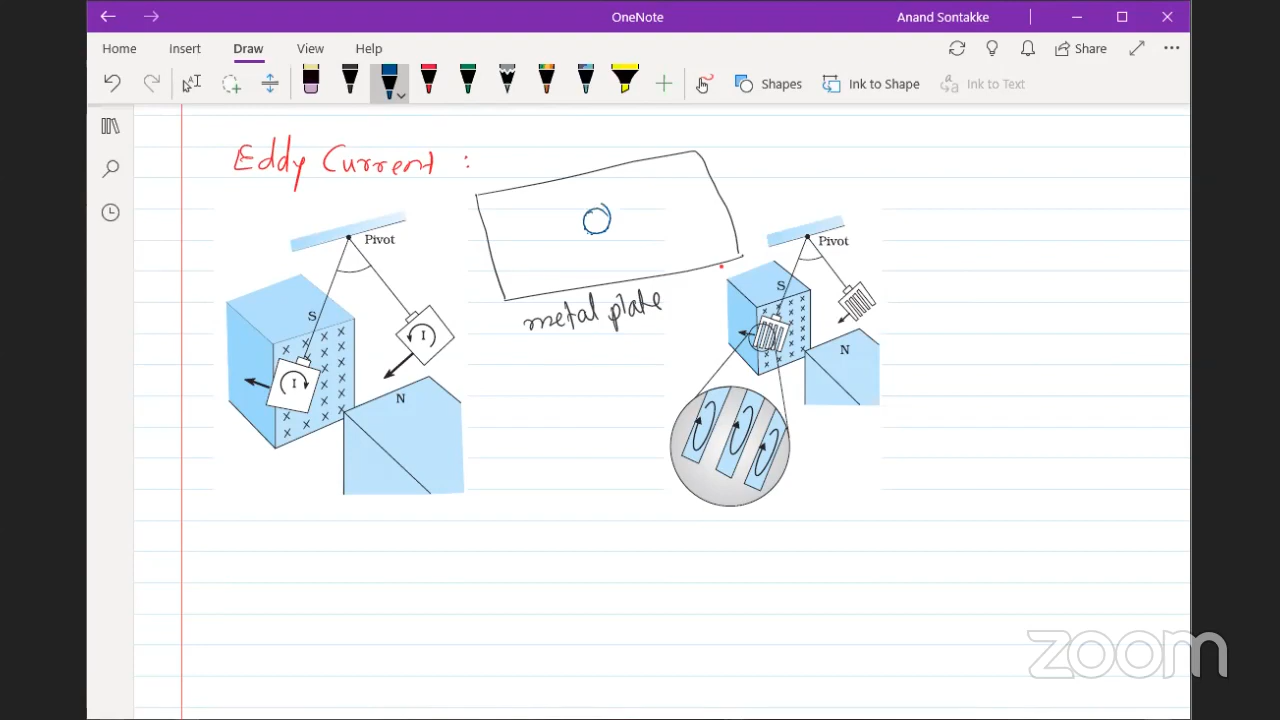 OneNote
Anand Sontakke
Home Insert Draw View Help
Share
Shapes
Ink to Shape
Ink to Text
Eddy Current :
Pivot
S
I
I
N
metal plate
Pivot
S
N
zoom